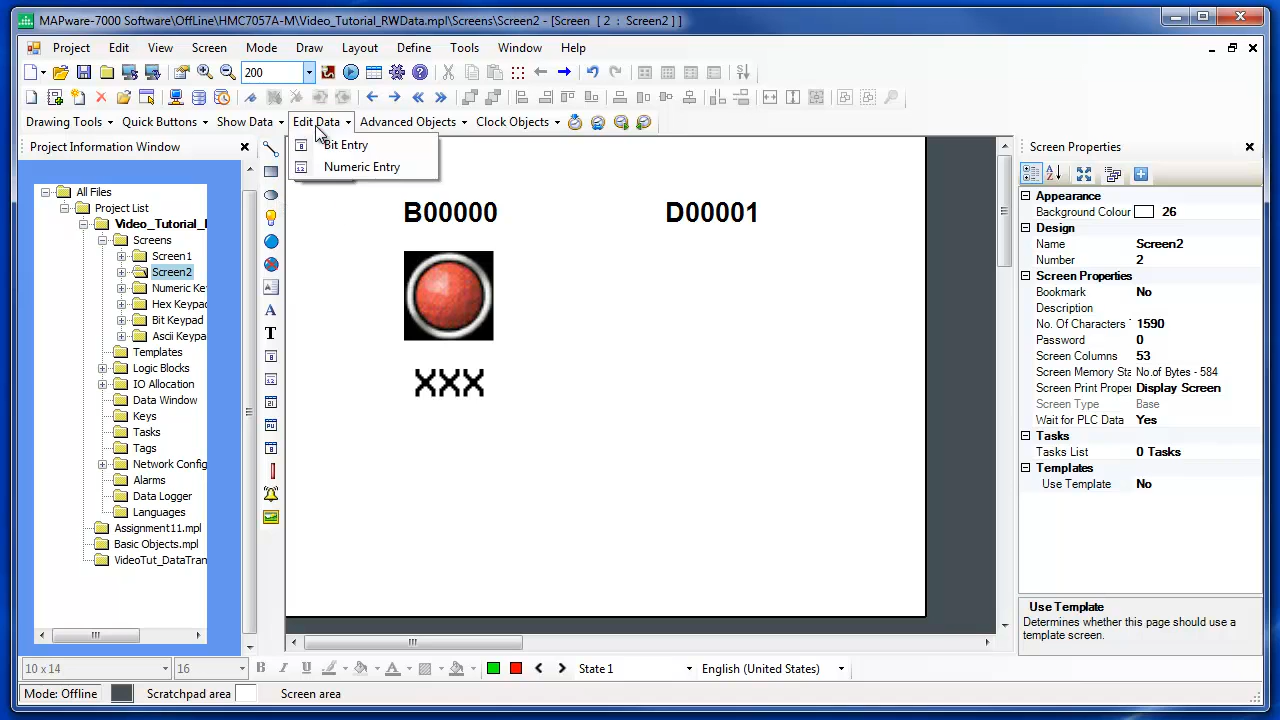 MAPware-7000 Software\OffLine\HMC7057A-M\Video_Tutorial_RWData.mpl\Screens\Screen2 - [Screen [ 2 : Screen2 ] ]
Project Edit View Screen Mode Draw Layout Define Tools Window Help
200
Drawing Tools Quick Buttons Show Data Edit Data Advanced Objects Clock Objects
Bit Entry
Numeric Entry
Project Information Window
All Files
Project List
Video_Tutorial_
Screens
Screen1
Screen2
Numeric Ke
Hex Keypa
Bit Keypad
Ascii Keypa
Templates
Logic Blocks
IO Allocation
Data Window
Keys
Tasks
Tags
Network Config
Alarms
Data Logger
Languages
Assignment11.mpl
Basic Objects.mpl
VideoTut_DataTran
B00000 D00001
XXX
Screen Properties
Appearance
Background Colour 26
Design
Name Screen2
Number 2
Screen Properties
Bookmark No
Description
No. Of Characters 1590
Password 0
Screen Columns 53
Screen Memory Sta No.of Bytes - 584
Screen Print Proper Display Screen
Screen Type Base
Wait for PLC Data Yes
Tasks
Tasks List 0 Tasks
Templates
Use Template No
Use Template
Determines whether this page should use a
template screen.
10 x 14 16 B I U A State 1 English (United States)
Mode: Offline Scratchpad area Screen area